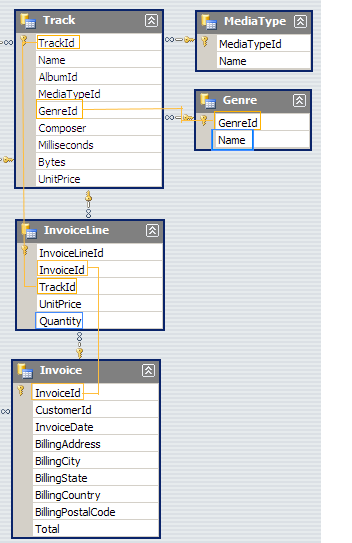 Track
TrackId
Name
AlbumId
MediaTypeId
GenreId
Composer
Milliseconds
Bytes
UnitPrice
MediaType
MediaTypeId
Name
Genre
GenreId
Name
InvoiceLine
InvoiceLineId
InvoiceId
TrackId
UnitPrice
Quantity
Invoice
InvoiceId
CustomerId
InvoiceDate
BillingAddress
BillingCity
BillingState
BillingCountry
BillingPostalCode
Total